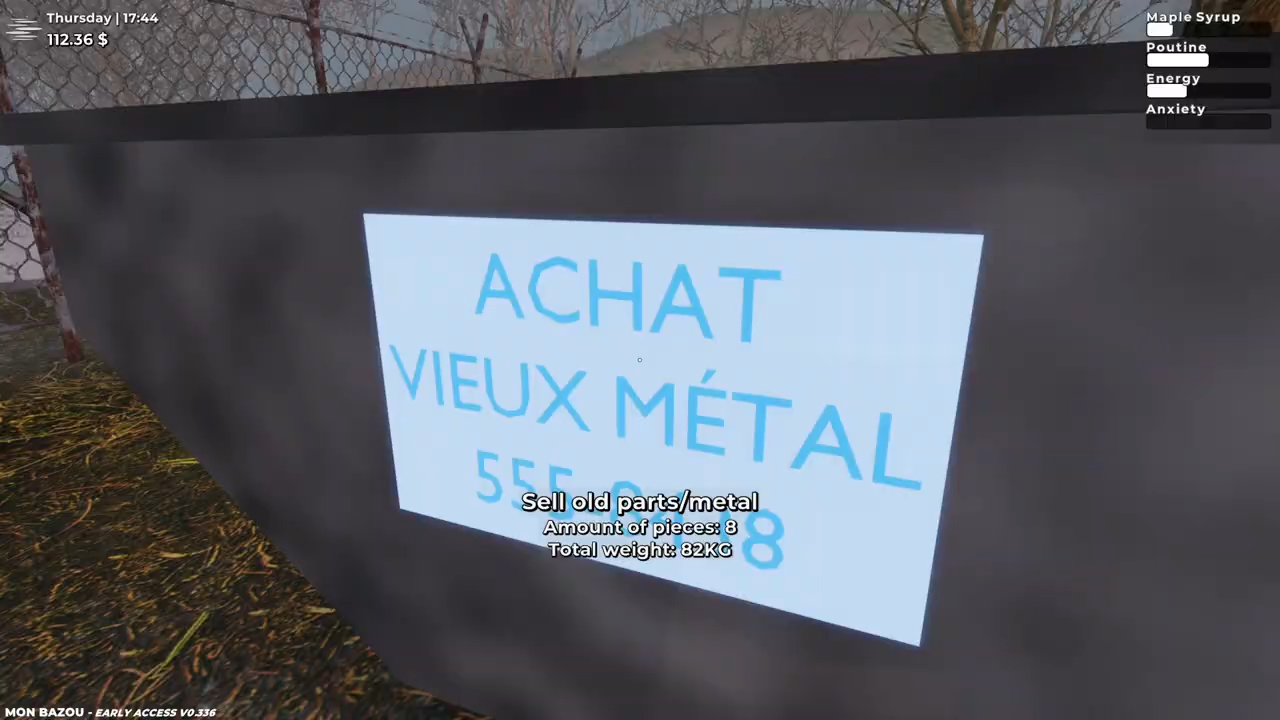 Thursday | 17:44
112.36 $
Maple Syrup
Poutine
Energy
Anxiety
ACHAT
VIEUX MÉTAL
Sell old parts/metal
Amount of pieces: 8
Total weight: 82KG
MON BAZOU - EARLY ACCESS V0.336